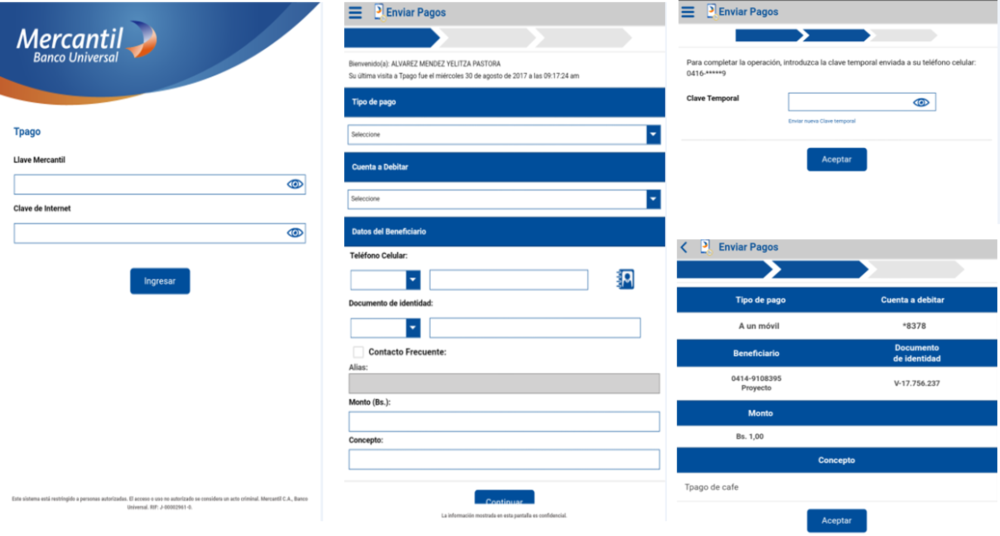 Mercantil
Banco Universal
Tpago
Llave Mercantil
Clave de Internet
Ingresar
Este sistema está restringido a personas autorizadas. El acceso o uso no autorizado se considera un acto criminal. Mercantil C.A., Banco
Universal. RIF: J-00002961-0.
Enviar Pagos
Bienvenido(a): ALVAREZ MENDEZ YELITZA PASTORA
Su última visita a Tpago fue el miércoles 30 de agosto de 2017 a las 09:17:24 am
Tipo de pago
Seleccione
Cuenta a Debitar
Seleccione
Datos del Beneficiario
Teléfono Celular:
Documento de identidad:
Contacto Frecuente:
Alias:
Monto (Bs.):
Concepto:
Continuar
La información mostrada en esta pantalla es confidencial.
Enviar Pagos
Para completar la operación, introduzca la clave temporal enviada a su teléfono celular:
0416-*****9
Clave Temporal
Enviar nueva Clave temporal
Aceptar
Enviar Pagos
Tipo de pago Cuenta a debitar
A un móvil *8378
Beneficiario Documento de identidad
0414-9108395 V-17.756.237
Proyecto
Monto
Bs. 1,00
Concepto
Tpago de cafe
Aceptar